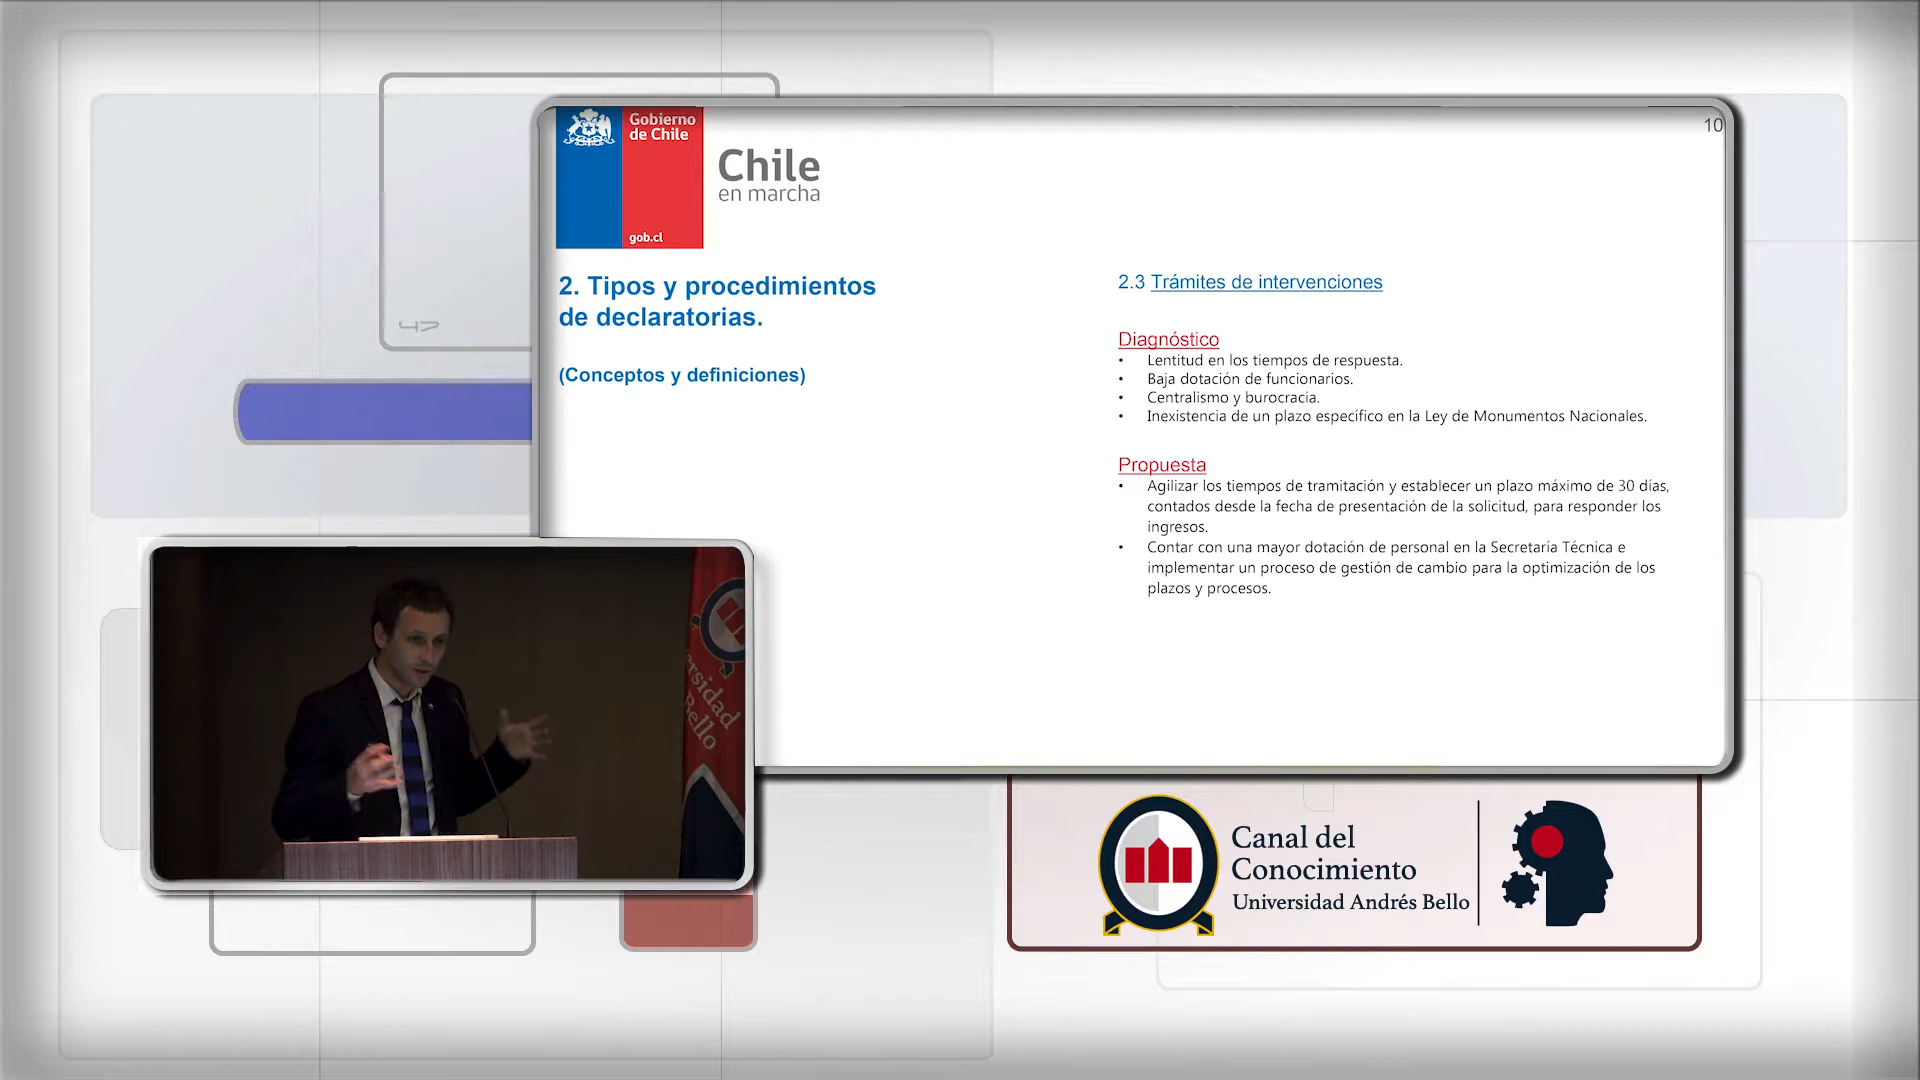 Gobierno
de Chile
gob.cl
Chile
en marcha
10
2. Tipos y procedimientos
de declaratorias.
(Conceptos y definiciones)
2.3 Trámites de intervenciones
Diagnóstico
• Lentitud en los tiempos de respuesta.
• Baja dotación de funcionarios.
• Centralismo y burocracia.
• Inexistencia de un plazo específico en la Ley de Monumentos Nacionales.
Propuesta
• Agilizar los tiempos de tramitación y establecer un plazo máximo de 30 días,
contados desde la fecha de presentación de la solicitud, para responder los
ingresos.
• Contar con una mayor dotación de personal en la Secretaría Técnica e
implementar un proceso de gestión de cambio para la optimización de los
plazos y procesos.
47
ersidad
Bello
Canal del
Conocimiento
Universidad Andrés Bello